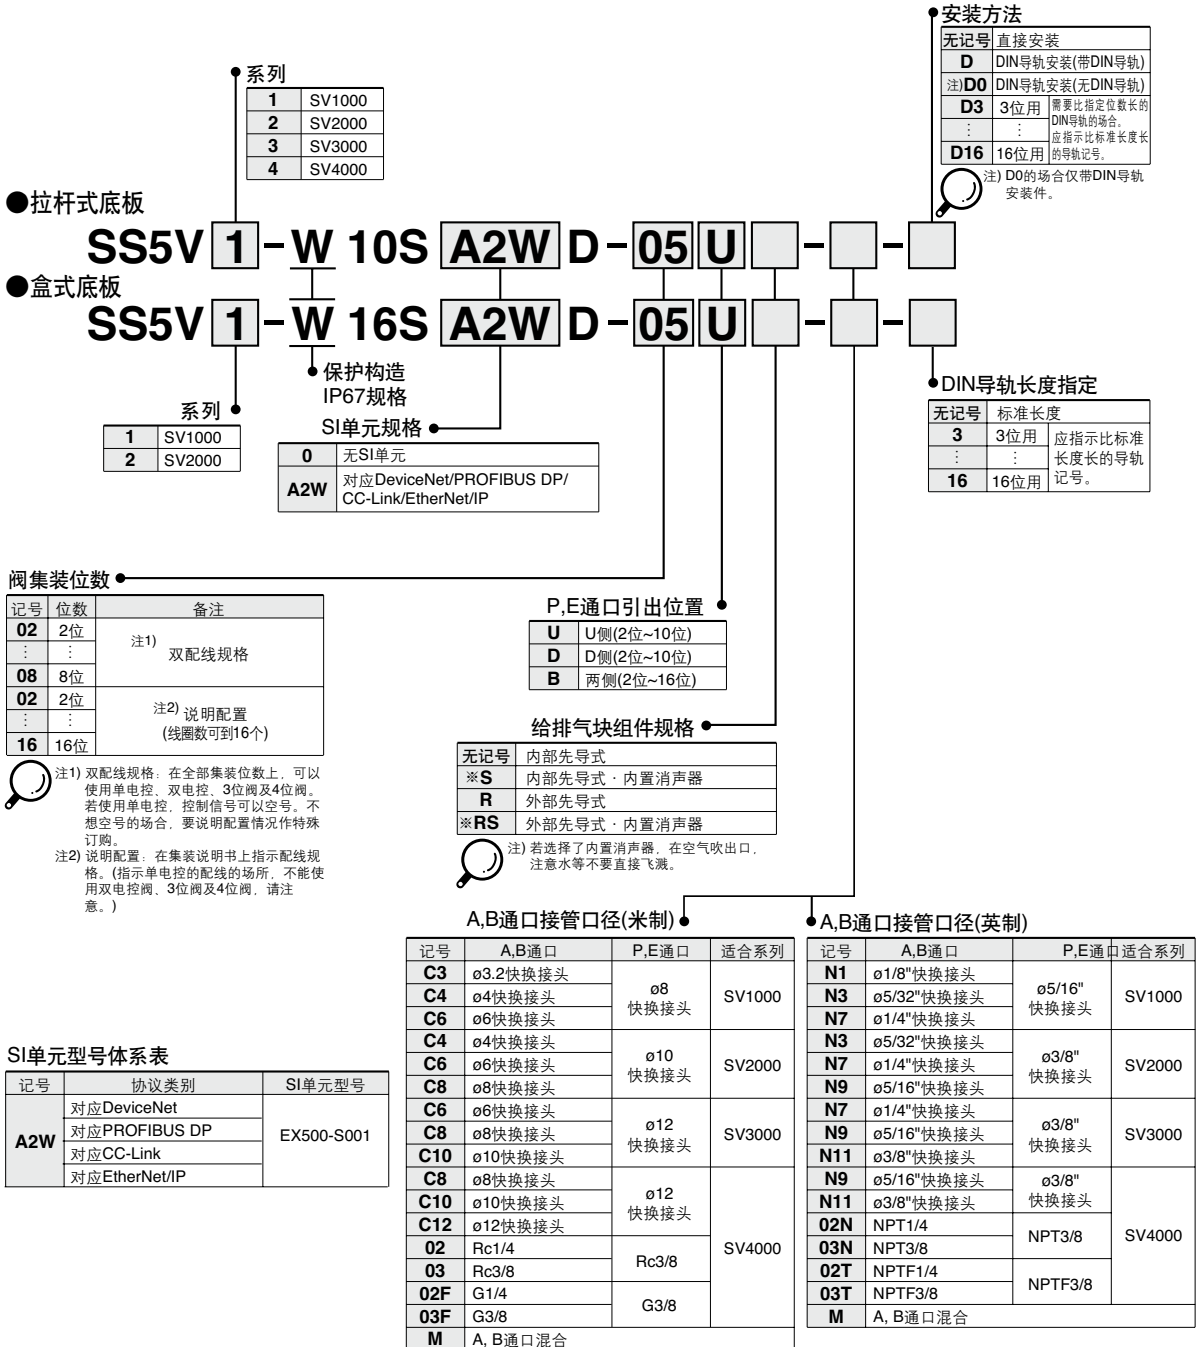 安装方法
无记号 直接安装
D DIN导轨安装(带DIN导轨)
注)D0 DIN导轨安装(无DIN导轨)
D3 3位用 需要比指定位数长的DIN导轨的场合。应指示比标准长度长的导轨记号。
⋮ ⋮
D16 16位用
注) D0的场合仅带DIN导轨
安装件。
系列
1 SV1000
2 SV2000
3 SV3000
4 SV4000
●拉杆式底板
SS5V 1 - W 10S A2W D - 05 U □ - □ - □
●盒式底板
SS5V 1 - W 16S A2W D - 05 U □ - □ - □
保护构造
IP67规格
系列
1 SV1000
2 SV2000
SI单元规格
0 无SI单元
A2W 对应DeviceNet/PROFIBUS DP/
CC-Link/EtherNet/IP
DIN导轨长度指定
无记号 标准长度
3 3位用 应指示比标准长度长的导轨记号。
⋮ ⋮
16 16位用
阀集装位数
记号 位数 备注
02 2位 注1) 双配线规格
⋮ ⋮
08 8位
02 2位 注2) 说明配置
⋮ ⋮ (线圈数可到16个)
16 16位
注1) 双配线规格：在全部集装位数上，可以
使用单电控、双电控、3位阀及4位阀。
若使用单电控，控制信号可以空号。不
想空号的场合，要说明配置情况作特殊
订购。
注2) 说明配置：在集装说明书上指示配线规
格。(指示单电控的配线的场所，不能使
用双电控阀、3位阀及4位阀，请注
意。)
P,E通口引出位置
U U侧(2位~10位)
D D侧(2位~10位)
B 两侧(2位~16位)
给排气块组件规格
无记号 内部先导式
※S 内部先导式·内置消声器
R 外部先导式
※RS 外部先导式·内置消声器
注) 若选择了内置消声器，在空气吹出口，
注意水等不要直接飞溅。
A,B通口接管口径(米制)
记号 A,B通口 P,E通口 适合系列
C3 ø3.2快换接头 ø8快换接头 SV1000
C4 ø4快换接头
C6 ø6快换接头
C4 ø4快换接头 ø10快换接头 SV2000
C6 ø6快换接头
C8 ø8快换接头
C6 ø6快换接头 ø12快换接头 SV3000
C8 ø8快换接头
C10 ø10快换接头
C8 ø8快换接头 ø12快换接头 SV4000
C10 ø10快换接头
C12 ø12快换接头
02 Rc1/4 Rc3/8
03 Rc3/8
02F G1/4 G3/8
03F G3/8
M A, B通口混合
A,B通口接管口径(英制)
记号 A,B通口 P,E通口 适合系列
N1 ø1/8"快换接头 ø5/16"快换接头 SV1000
N3 ø5/32"快换接头
N7 ø1/4"快换接头
N3 ø5/32"快换接头 ø3/8"快换接头 SV2000
N7 ø1/4"快换接头
N9 ø5/16"快换接头
N7 ø1/4"快换接头 ø3/8"快换接头 SV3000
N9 ø5/16"快换接头
N11 ø3/8"快换接头
N9 ø5/16"快换接头 ø3/8"快换接头 SV4000
N11 ø3/8"快换接头
02N NPT1/4 NPT3/8
03N NPT3/8
02T NPTF1/4 NPTF3/8
03T NPTF3/8
M A, B通口混合
SI单元型号体系表
记号 协议类别 SI单元型号
A2W 对应DeviceNet EX500-S001
对应PROFIBUS DP
对应CC-Link
对应EtherNet/IP